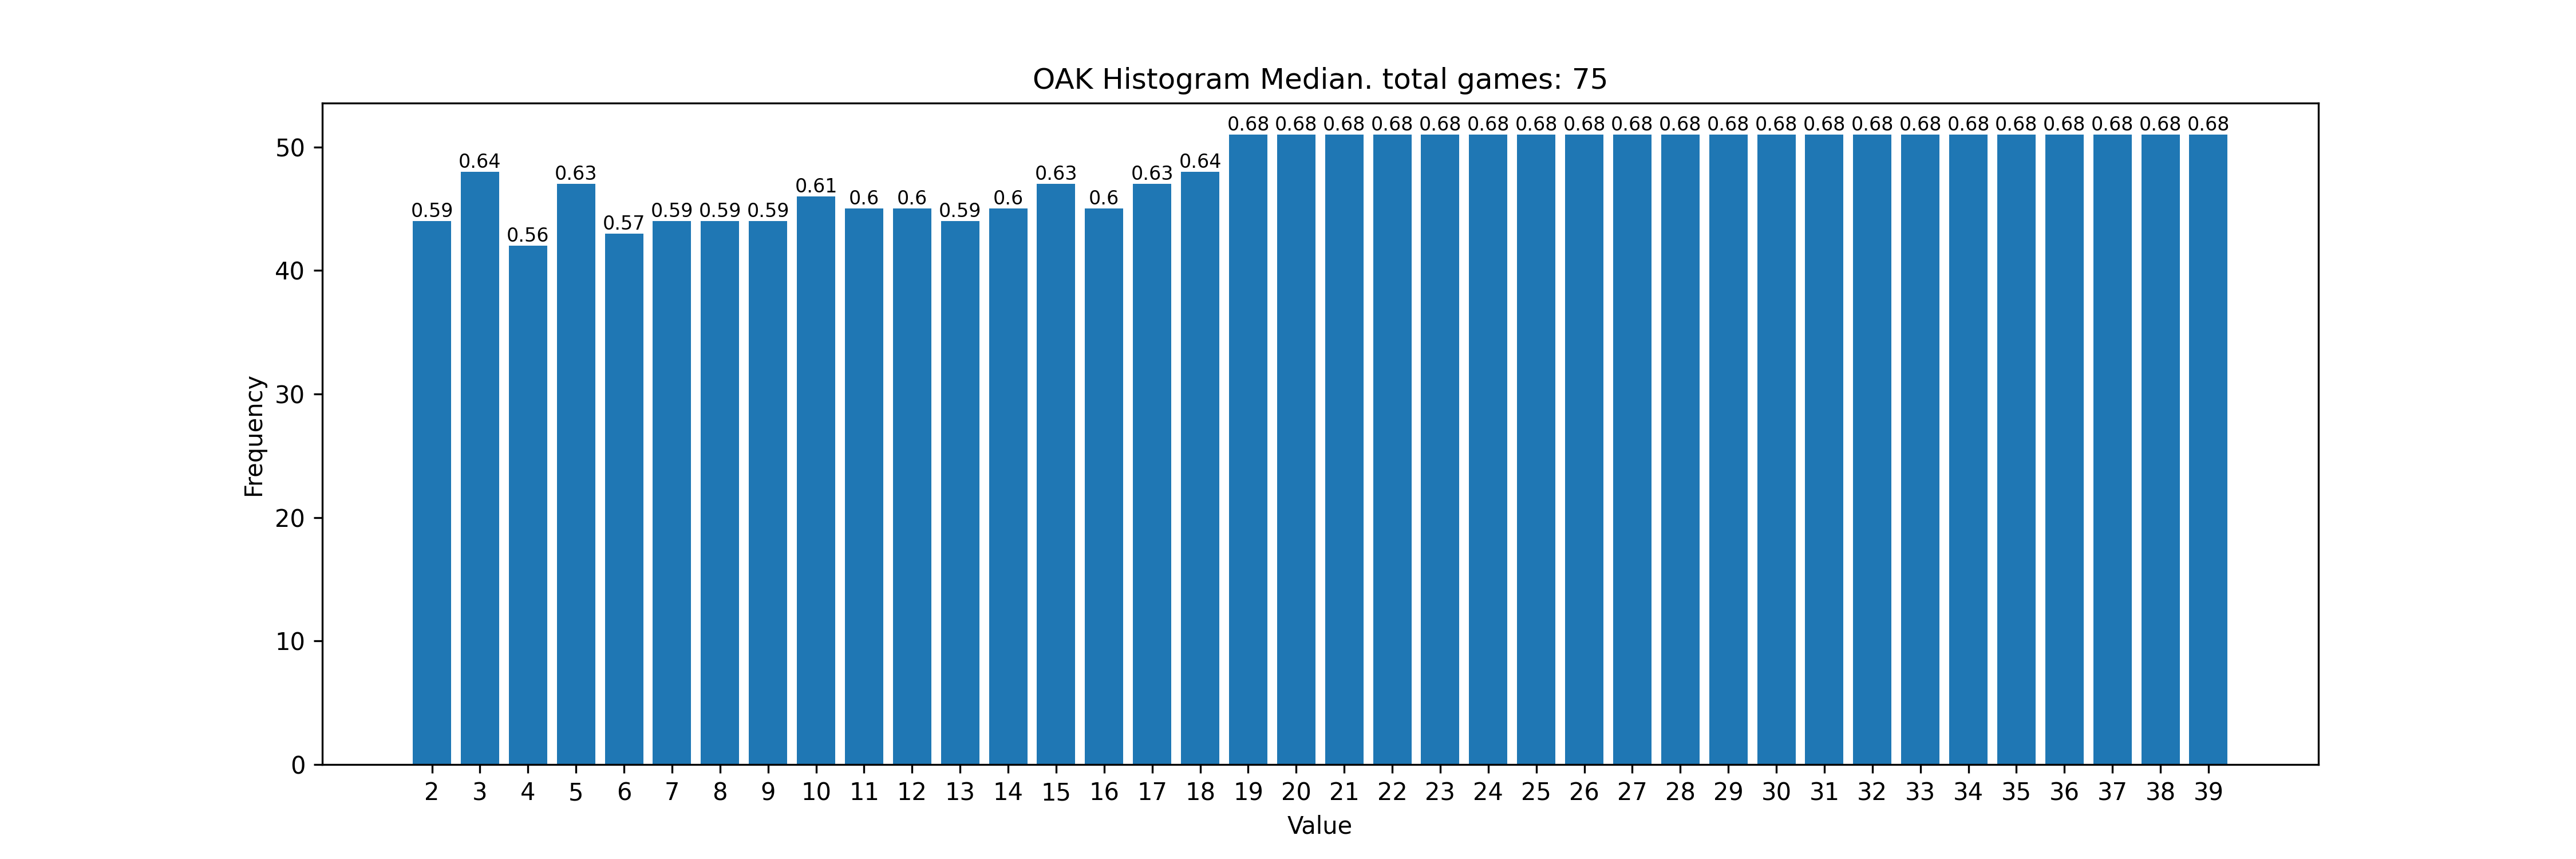 OAK Histogram Median. total games: 75
0.59 0.64 0.56 0.63 0.57 0.59 0.59 0.59 0.61 0.6 0.6 0.59 0.6 0.63 0.6 0.63 0.64 0.68 0.68 0.68 0.68 0.68 0.68 0.68 0.68 0.68 0.68 0.68 0.68 0.68 0.68 0.68 0.68 0.68 0.68 0.68 0.68 0.68
50
40
30
20
10
0
Frequency
2 3 4 5 6 7 8 9 10 11 12 13 14 15 16 17 18 19 20 21 22 23 24 25 26 27 28 29 30 31 32 33 34 35 36 37 38 39
Value